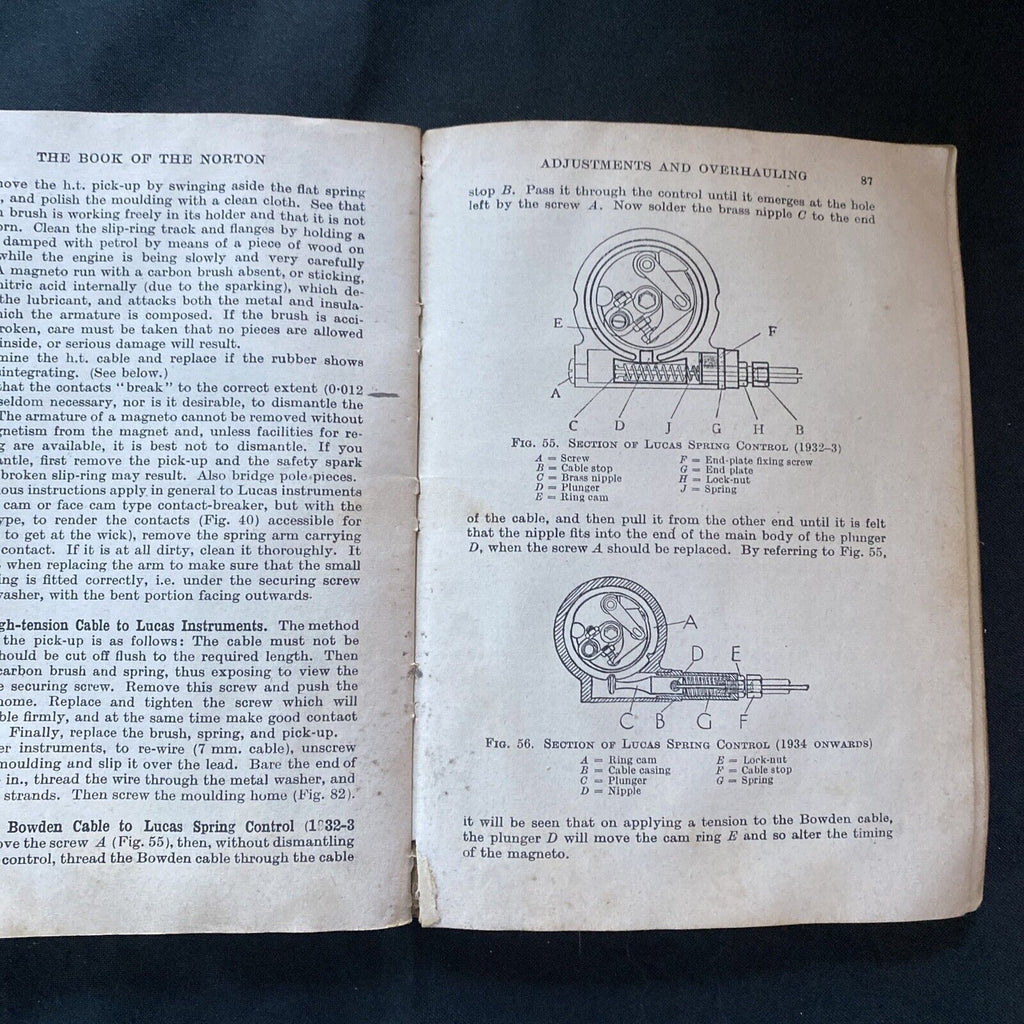 THE BOOK OF THE NORTON
ove the h.t. pick-up by swinging aside the flat spring
, and polish the moulding with a clean cloth. See that
brush is working freely in its holder and that it is not
rn. Clean the slip-ring track and flanges by holding a
damped with petrol by means of a piece of wood on
while the engine is being slowly and very carefully
A magneto run with a carbon brush absent, or sticking,
nitric acid internally (due to the sparking), which de-
the lubricant, and attacks both the metal and insula-
hich the armature is composed. If the brush is acci-
roken, care must be taken that no pieces are allowed
inside, or serious damage will result.
mine the h.t. cable and replace if the rubber shows
integrating. (See below.)
hat the contacts "break" to the correct extent (0·012
seldom necessary, nor is it desirable, to dismantle the
The armature of a magneto cannot be removed without
gnetism from the magnet and, unless facilities for re-
g are available, it is best not to dismantle. If you
antle, first remove the pick-up and the safety spark
broken slip-ring may result. Also bridge pole pieces.
ous instructions apply in general to Lucas instruments
cam or face cam type contact-breaker, but with the
ype, to render the contacts (Fig. 40) accessible for
to get at the wick), remove the spring arm carrying
contact. If it is at all dirty, clean it thoroughly. It
when replacing the arm to make sure that the small
ing is fitted correctly, i.e. under the securing screw
washer, with the bent portion facing outwards.
gh-tension Cable to Lucas Instruments. The method
the pick-up is as follows: The cable must not be
hould be cut off flush to the required length. Then
carbon brush and spring, thus exposing to view the
e securing screw. Remove this screw and push the
home. Replace and tighten the screw which will
ble firmly, and at the same time make good contact
Finally, replace the brush, spring, and pick-up.
er instruments, to re-wire (7 mm. cable), unscrew
moulding and slip it over the lead. Bare the end of
in., thread the wire through the metal washer, and
strands. Then screw the moulding home (Fig. 82).
Bowden Cable to Lucas Spring Control (1932-3
ove the screw A (Fig. 55), then, without dismantling
control, thread the Bowden cable through the cable
ADJUSTMENTS AND OVERHAULING 87
stop B. Pass it through the control until it emerges at the hole
left by the screw A. Now solder the brass nipple C to the end
E
F
A
C D J G H B
FIG. 55. SECTION OF LUCAS SPRING CONTROL (1932-3)
A = Screw
B = Cable stop
C = Brass nipple
D = Plunger
E = Ring cam
F = End-plate fixing screw
G = End plate
H = Lock-nut
J = Spring
of the cable, and then pull it from the other end until it is felt
that the nipple fits into the end of the main body of the plunger
D, when the screw A should be replaced. By referring to Fig. 55,
A
D E
C B G F
FIG. 56. SECTION OF LUCAS SPRING CONTROL (1934 ONWARDS)
A = Ring cam
B = Cable casing
C = Plunger
D = Nipple
E = Lock-nut
F = Cable stop
G = Spring
it will be seen that on applying a tension to the Bowden cable,
the plunger D will move the cam ring E and so alter the timing
of the magneto.